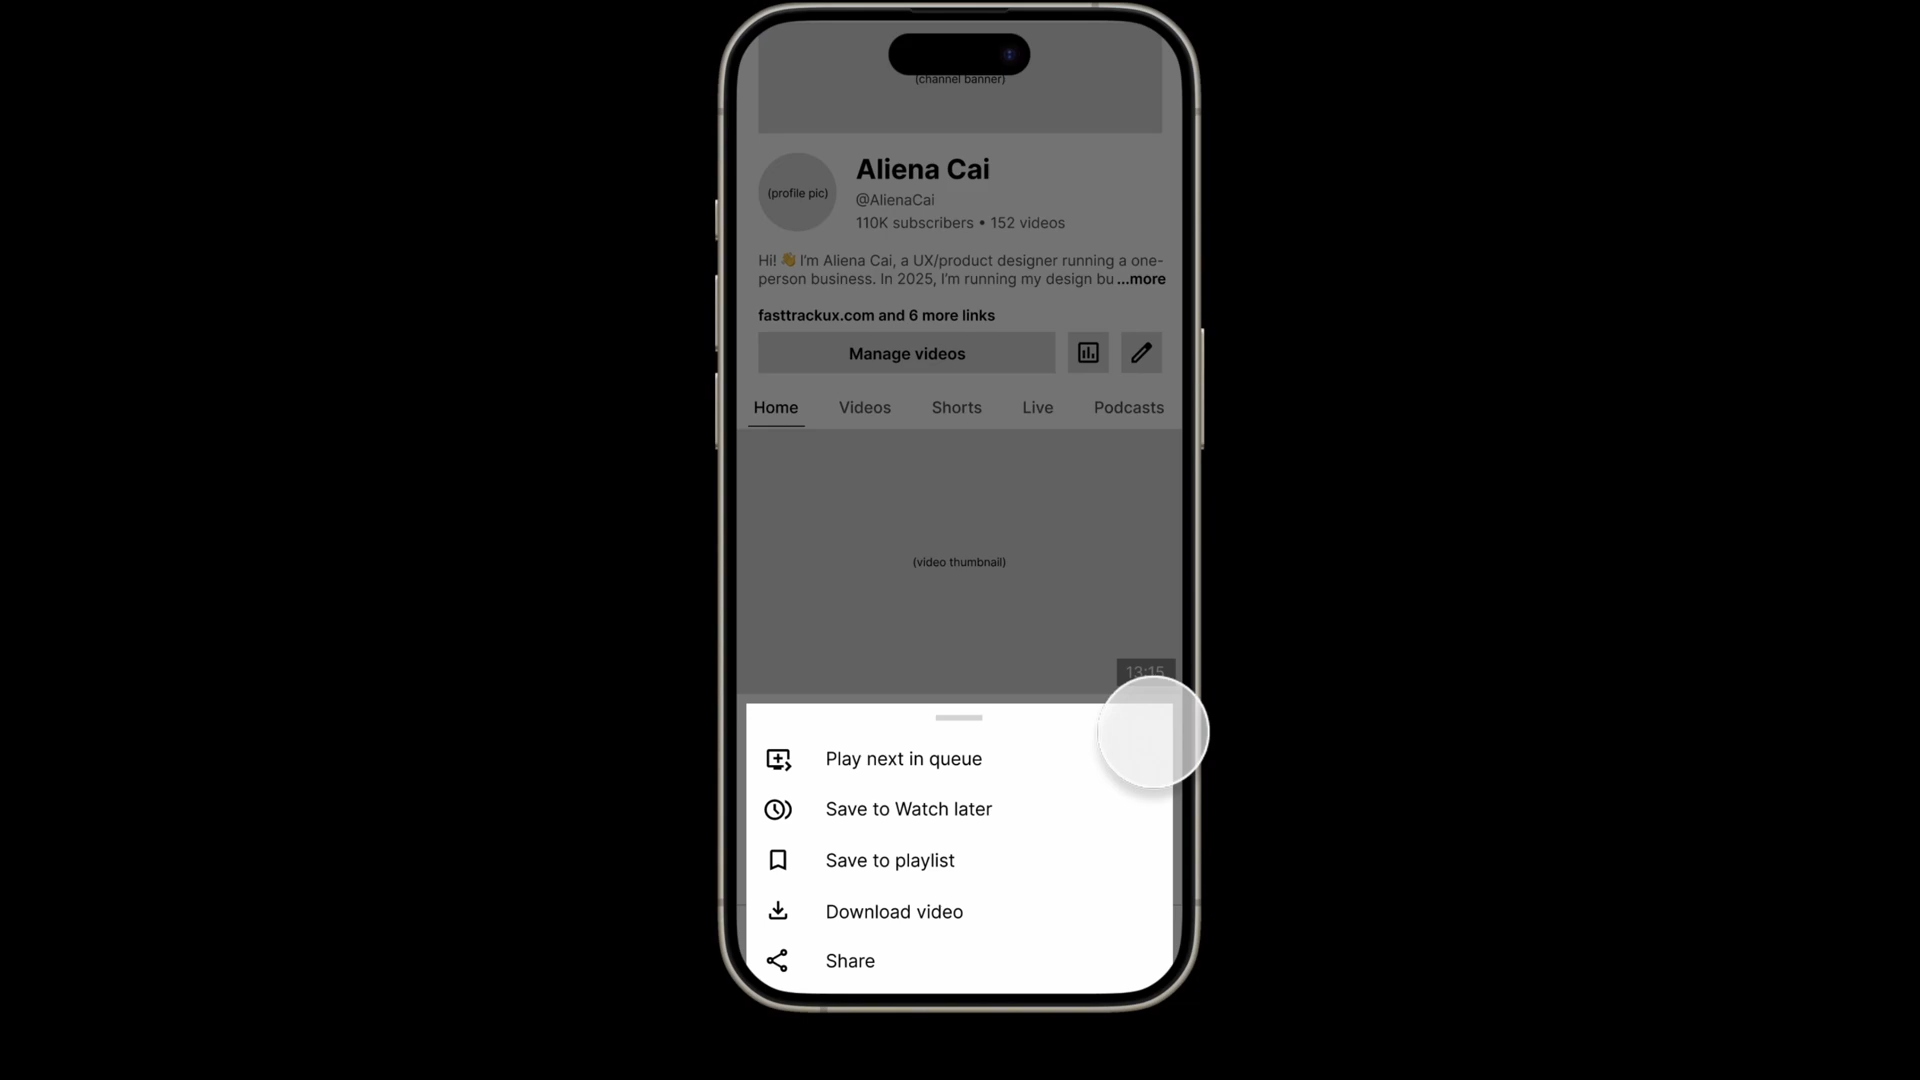 (channel banner)
Aliena Cai
(profile pic)
@AlienaCai
110K subscribers • 152 videos
Hi! 👋 I'm Aliena Cai, a UX/product designer running a one-
person business. In 2025, I'm running my design bu ...more
fasttrackux.com and 6 more links
Manage videos
Home Videos Shorts Live Podcasts
(video thumbnail)
13:15
Play next in queue
Save to Watch later
Save to playlist
Download video
Share